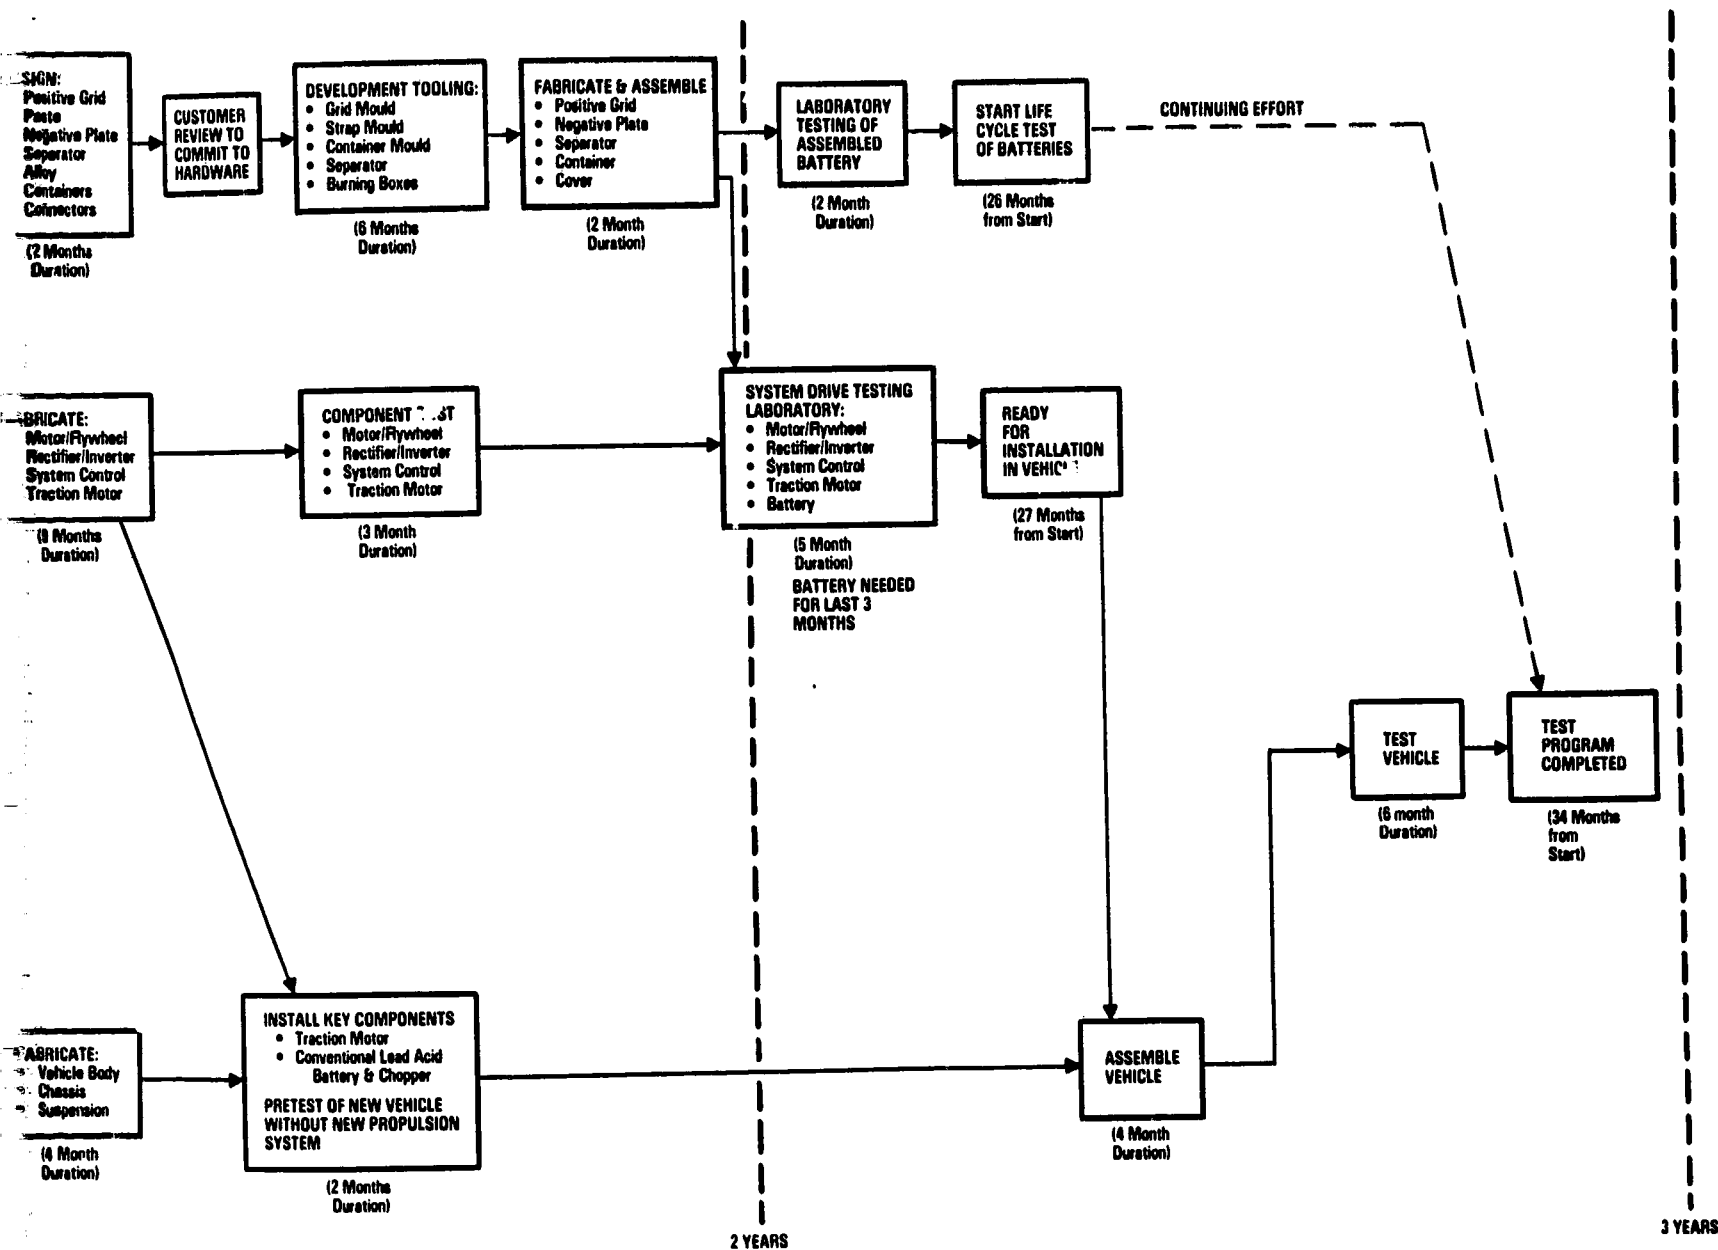 SIGN:
Positive Grid
Paste
Negative Plate
Separator
Alloy
Containers
Connectors
(2 Months
Duration)
CUSTOMER
REVIEW TO
COMMIT TO
HARDWARE
DEVELOPMENT TOOLING:
• Grid Mould
• Strap Mould
• Container Mould
• Separator
• Burning Boxes
(6 Months
Duration)
FABRICATE & ASSEMBLE
• Positive Grid
• Negative Plate
• Separator
• Container
• Cover
(2 Month
Duration)
LABORATORY
TESTING OF
ASSEMBLED
BATTERY
(2 Month
Duration)
START LIFE
CYCLE TEST
OF BATTERIES
(26 Months
from Start)
CONTINUING EFFORT
BRICATE:
Motor/Flywheel
Rectifier/Inverter
System Control
Traction Motor
Months
Duration)
COMPONENT ST
• Motor/Flywheel
• Rectifier/Inverter
• System Control
• Traction Motor
(3 Month
Duration)
SYSTEM DRIVE TESTING
LABORATORY:
• Motor/Flywheel
• Rectifier/Inverter
• System Control
• Traction Motor
• Battery
(5 Month
Duration)
BATTERY NEEDED
FOR LAST 3
MONTHS
READY
FOR
INSTALLATION
IN VEHIC
(27 Months
from Start)
TEST
VEHICLE
(6 month
Duration)
TEST
PROGRAM
COMPLETED
(34 Months
from
Start)
ABRICATE:
• Vehicle Body
• Chassis
• Suspension
(4 Month
Duration)
INSTALL KEY COMPONENTS
• Traction Motor
• Conventional Lead Acid
Battery & Chopper
PRETEST OF NEW VEHICLE
WITHOUT NEW PROPULSION
SYSTEM
(2 Months
Duration)
ASSEMBLE
VEHICLE
(4 Month
Duration)
2 YEARS
3 YEARS